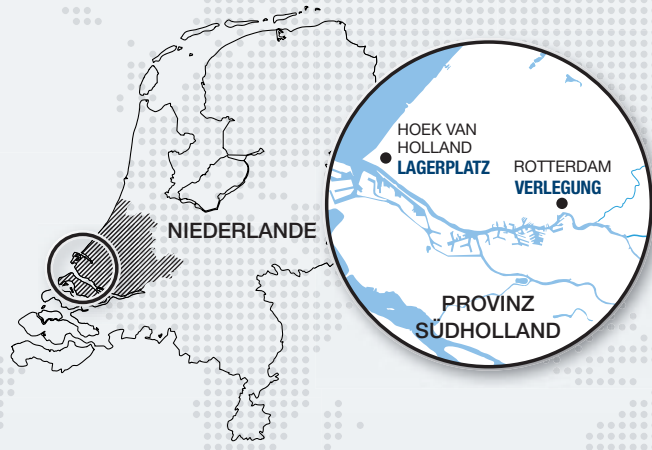 NIEDERLANDE
HOEK VAN
HOLLAND
LAGERPLATZ
ROTTERDAM
VERLEGUNG
PROVINZ
SÜDHOLLAND